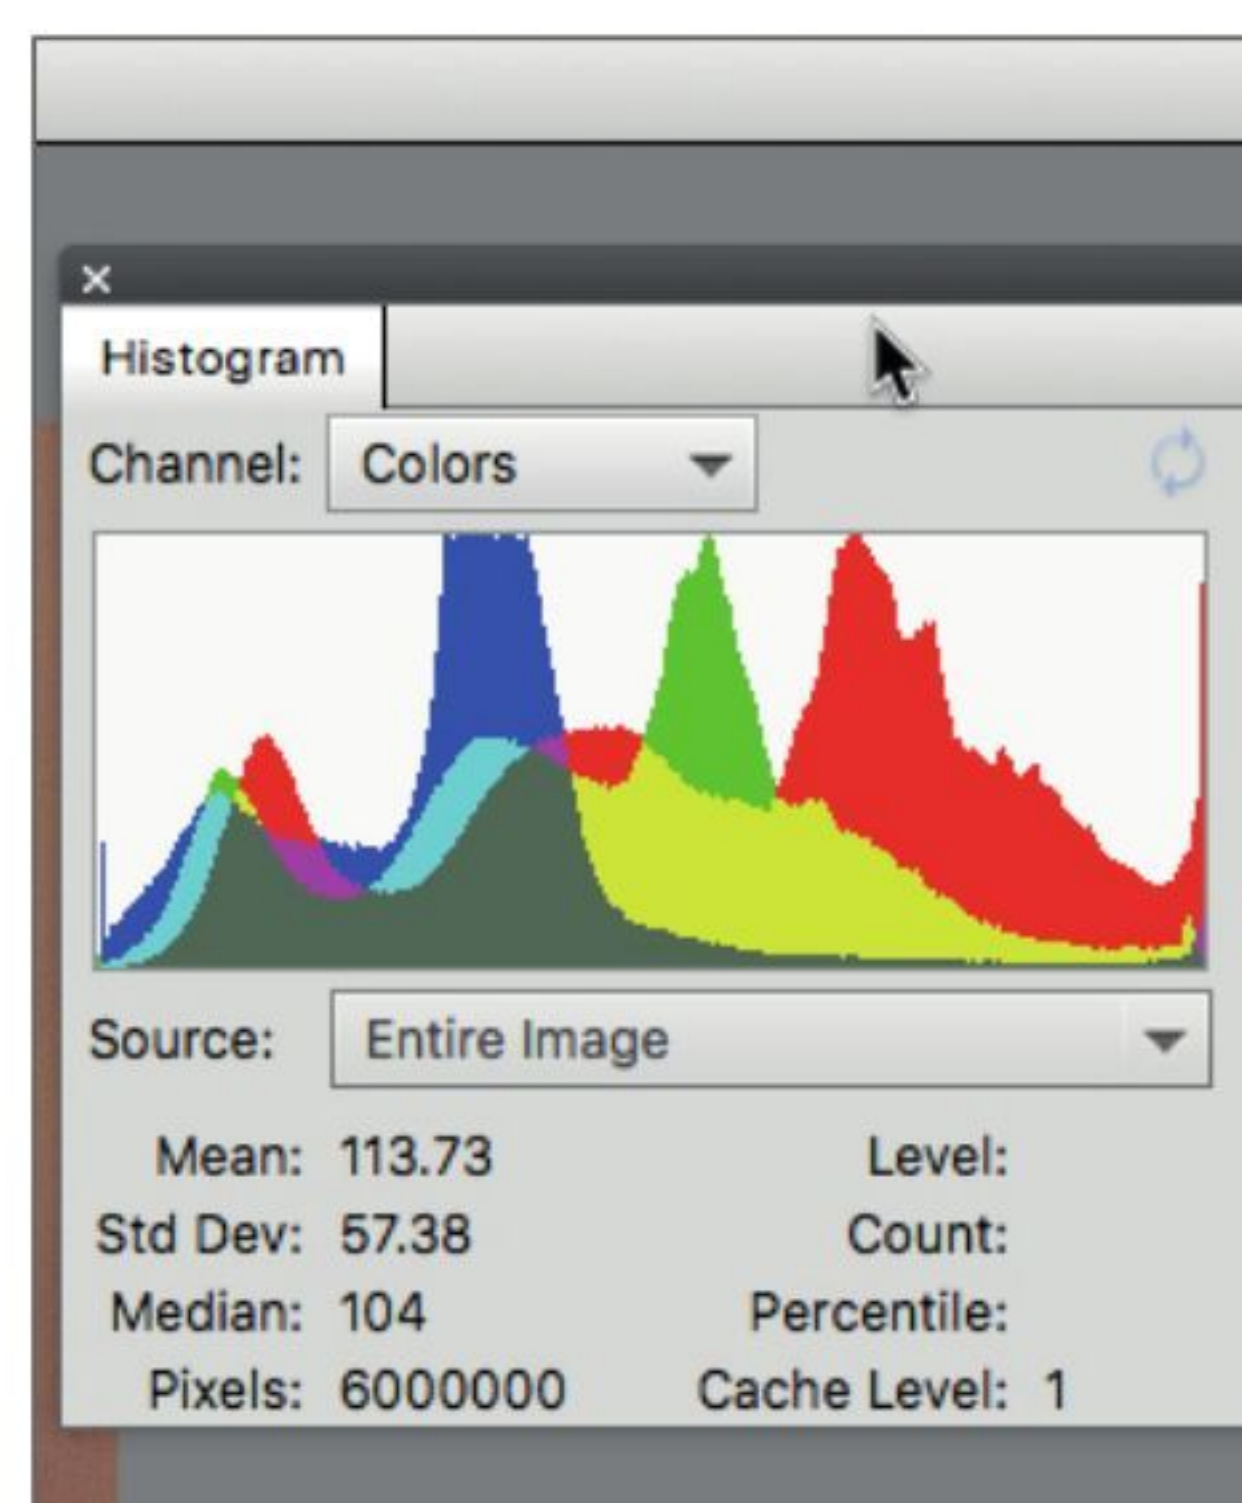 Histogram
Channel: Colors
Source: Entire Image
Mean: 113.73 Level:
Std Dev: 57.38 Count:
Median: 104 Percentile:
Pixels: 6000000 Cache Level: 1